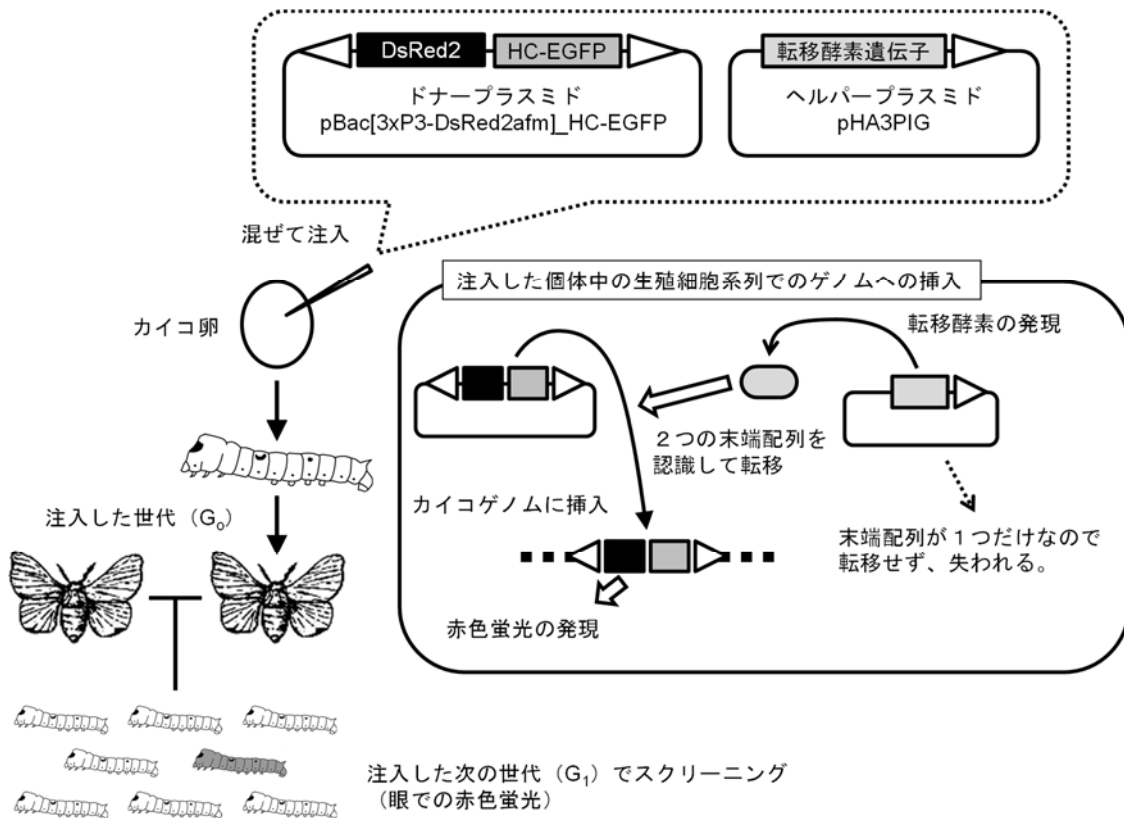 DsRed2
HC-EGFP
ドナープラスミド
pBac[3xP3-DsRed2afm]_HC-EGFP
転移酵素遺伝子
ヘルパープラスミド
pHA3PIG
混ぜて注入
カイコ卵
注入した世代（G₀）
注入した個体中の生殖細胞系列でのゲノムへの挿入
転移酵素の発現
２つの末端配列を
認識して転移
カイコゲノムに挿入
末端配列が１つだけなので
転移せず、失われる。
赤色蛍光の発現
注入した次の世代（G₁）でスクリーニング
（眼での赤色蛍光）